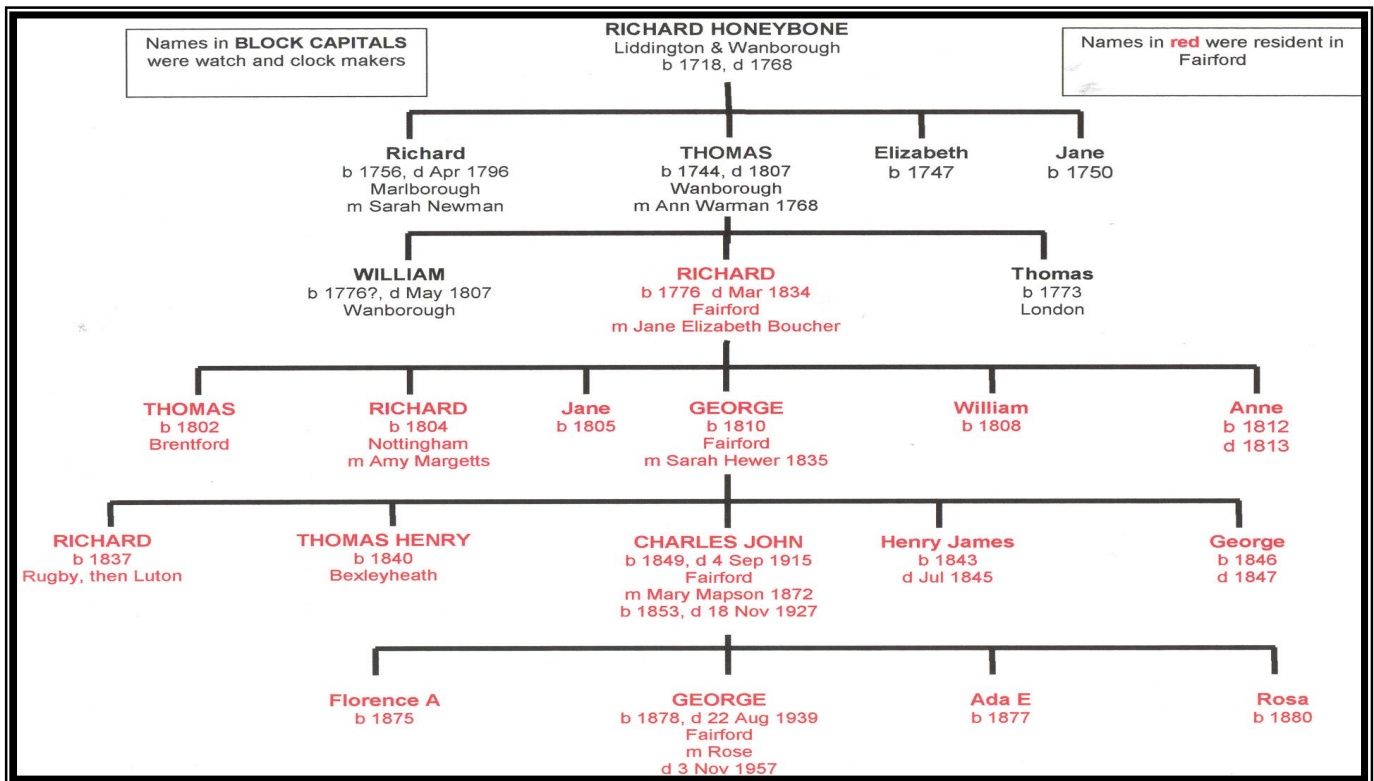 Names in BLOCK CAPITALS
were watch and clock makers
RICHARD HONEYBONE
Liddington & Wanborough
b 1718, d 1768
Names in red were resident in
Fairford
Richard
b 1756, d Apr 1796
Marlborough
m Sarah Newman
THOMAS
b 1744, d 1807
Wanborough
m Ann Warman 1768
Elizabeth
b 1747
Jane
b 1750
WILLIAM
b 1776?, d May 1807
Wanborough
RICHARD
b 1776 d Mar 1834
Fairford
m Jane Elizabeth Boucher
Thomas
b 1773
London
THOMAS
b 1802
Brentford
RICHARD
b 1804
Nottingham
m Amy Margetts
Jane
b 1805
GEORGE
b 1810
Fairford
m Sarah Hewer 1835
William
b 1808
Anne
b 1812
d 1813
RICHARD
b 1837
Rugby, then Luton
THOMAS HENRY
b 1840
Bexleyheath
CHARLES JOHN
b 1849, d 4 Sep 1915
Fairford
m Mary Mapson 1872
b 1853, d 18 Nov 1927
Henry James
b 1843
d Jul 1845
George
b 1846
d 1847
Florence A
b 1875
GEORGE
b 1878, d 22 Aug 1939
Fairford
m Rose
d 3 Nov 1957
Ada E
b 1877
Rosa
b 1880